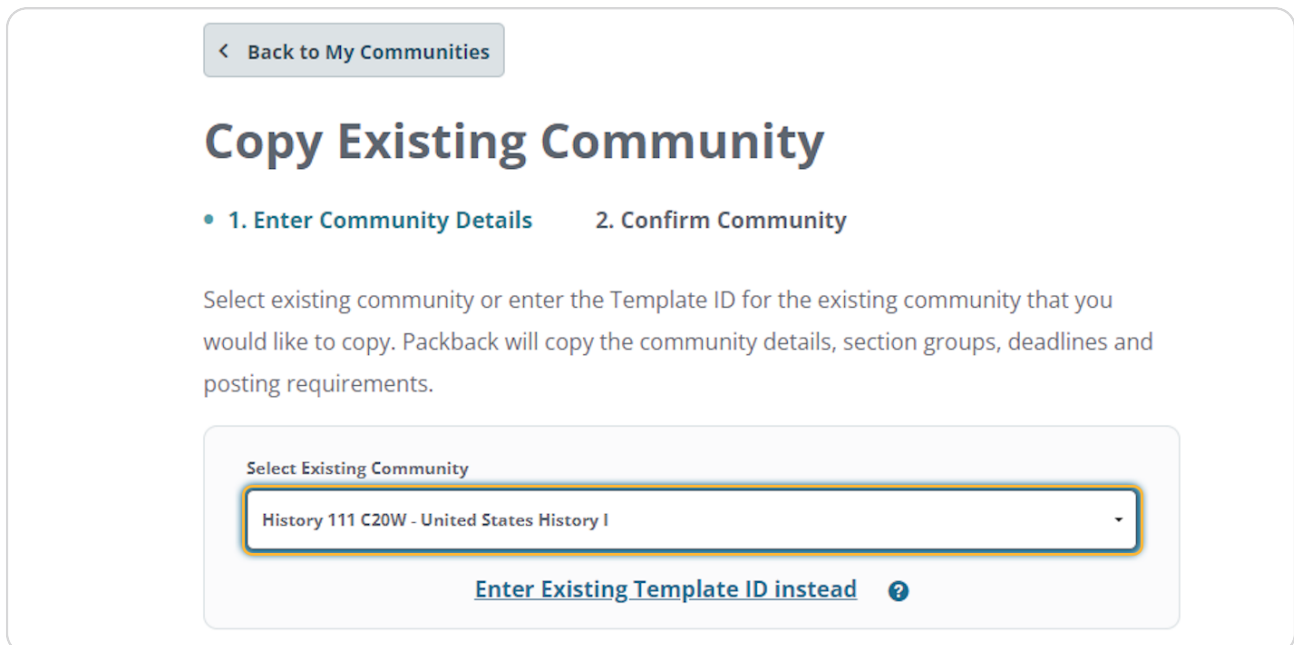 Back to My Communities
Copy Existing Community
1. Enter Community Details 2. Confirm Community
Select existing community or enter the Template ID for the existing community that you
would like to copy. Packback will copy the community details, section groups, deadlines and
posting requirements.
Select Existing Community
History 111 C20W - United States History I
Enter Existing Template ID instead ?